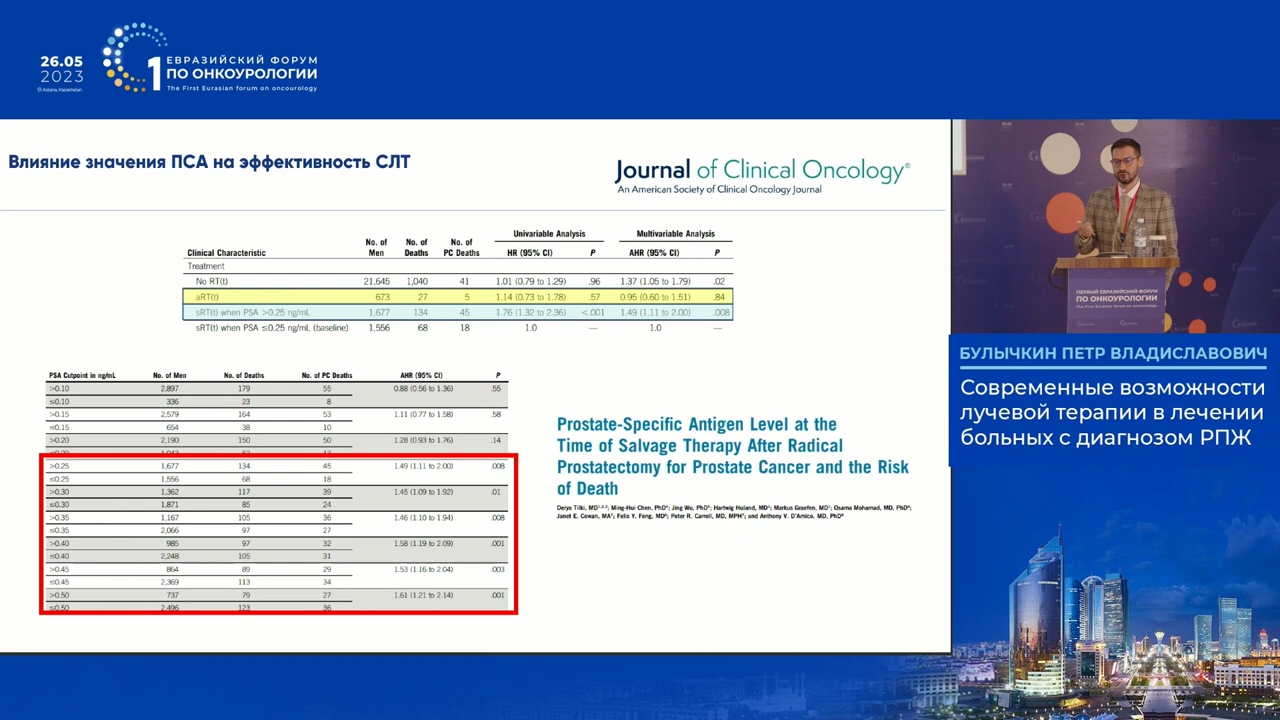 26.05
2023
Astana, Kazakhstan
1
ЕВРАЗИЙСКИЙ ФОРУМ
ПО ОНКОУРОЛОГИИ
The First Eurasian forum on oncourology
Влияние значения ПСА на эффективность СЛТ
Journal of Clinical Oncology®
An American Society of Clinical Oncology Journal
Univariable Analysis Multivariable Analysis
Clinical Characteristic No. of Men No. of Deaths No. of PC Deaths HR (95% CI) P AHR (95% CI) P
Treatment
No RT(t) 21,645 1,040 41 1.01 (0.79 to 1.29) .96 1.37 (1.05 to 1.79) .02
aRT(t) 673 27 5 1.14 (0.73 to 1.78) .57 0.95 (0.60 to 1.51) .84
sRT(t) when PSA >0.25 ng/mL 1,677 134 45 1.76 (1.32 to 2.36) <.001 1.49 (1.11 to 2.00) .008
sRT(t) when PSA ≤0.25 ng/mL (baseline) 1,556 68 18 1.0 — 1.0 —
PSA Cutpoint in ng/mL No. of Men No. of Deaths No. of PC Deaths AHR (95% CI) P
>0.10 2,897 179 55 0.88 (0.56 to 1.36) .55
≤0.10 336 23 8
>0.15 2,579 164 53 1.11 (0.77 to 1.58) .58
≤0.15 654 38 10
>0.20 2,190 150 50 1.28 (0.93 to 1.76) .14
>0.25 1,677 134 45 1.49 (1.11 to 2.00) .008
≤0.25 1,556 68 18
>0.30 1,362 117 39 1.45 (1.09 to 1.92) .01
≤0.30 1,871 85 24
>0.35 1,167 105 36 1.46 (1.10 to 1.94) .008
≤0.35 2,066 97 27
>0.40 985 97 32 1.58 (1.19 to 2.09) .001
≤0.40 2,248 105 31
>0.45 864 89 29 1.53 (1.16 to 2.04) .003
≤0.45 2,369 113 34
>0.50 737 79 27 1.61 (1.21 to 2.14) .001
≤0.50 2,496 123 36
Prostate-Specific Antigen Level at the
Time of Salvage Therapy After Radical
Prostatectomy for Prostate Cancer and the Risk
of Death
Derya Tilki, MD; Ming-Hui Chen, PhD; Jing Wu, PhD; Hartwig Huland, MD; Markus Graefen, MD; Osama Mohamad, MD, PhD;
Janet E. Cowan, MA; Felix Y. Feng, MD; Peter R. Carroll, MD, MPH; and Anthony V. D'Amico, MD, PhD
ПЕРВЫЙ ЕВРАЗИЙСКИЙ ФОРУМ
ПО ОНКОУРОЛОГИИ
БУЛЫЧКИН ПЕТР ВЛАДИСЛАВОВИЧ
Современные возможности
лучевой терапии в лечении
больных с диагнозом РПЖ